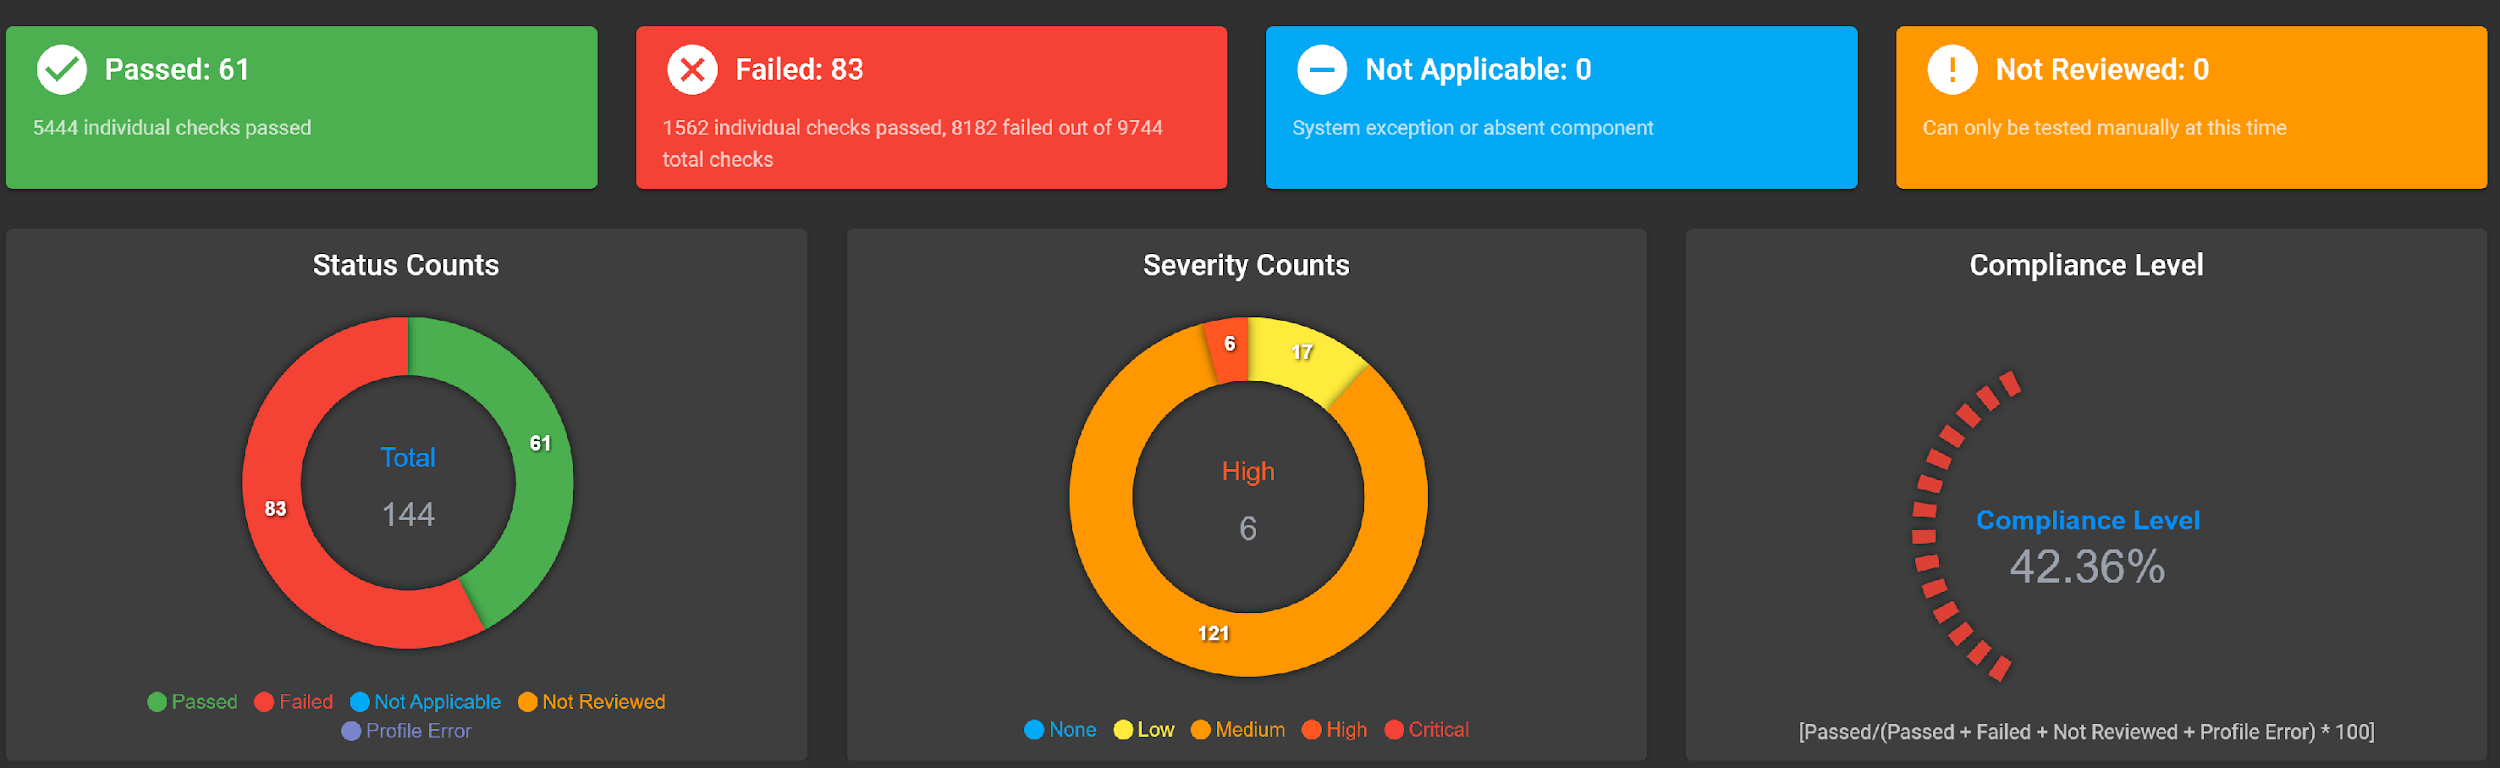 Passed: 61
5444 individual checks passed
Failed: 83
1562 individual checks passed, 8182 failed out of 9744
total checks
Not Applicable: 0
System exception or absent component
Not Reviewed: 0
Can only be tested manually at this time
Status Counts
61
83
Total
144
Passed
Failed
Not Applicable
Not Reviewed
Profile Error
Severity Counts
6
17
121
High
6
None
Low
Medium
High
Critical
Compliance Level
Compliance Level
42.36%
[Passed/(Passed + Failed + Not Reviewed + Profile Error) * 100]